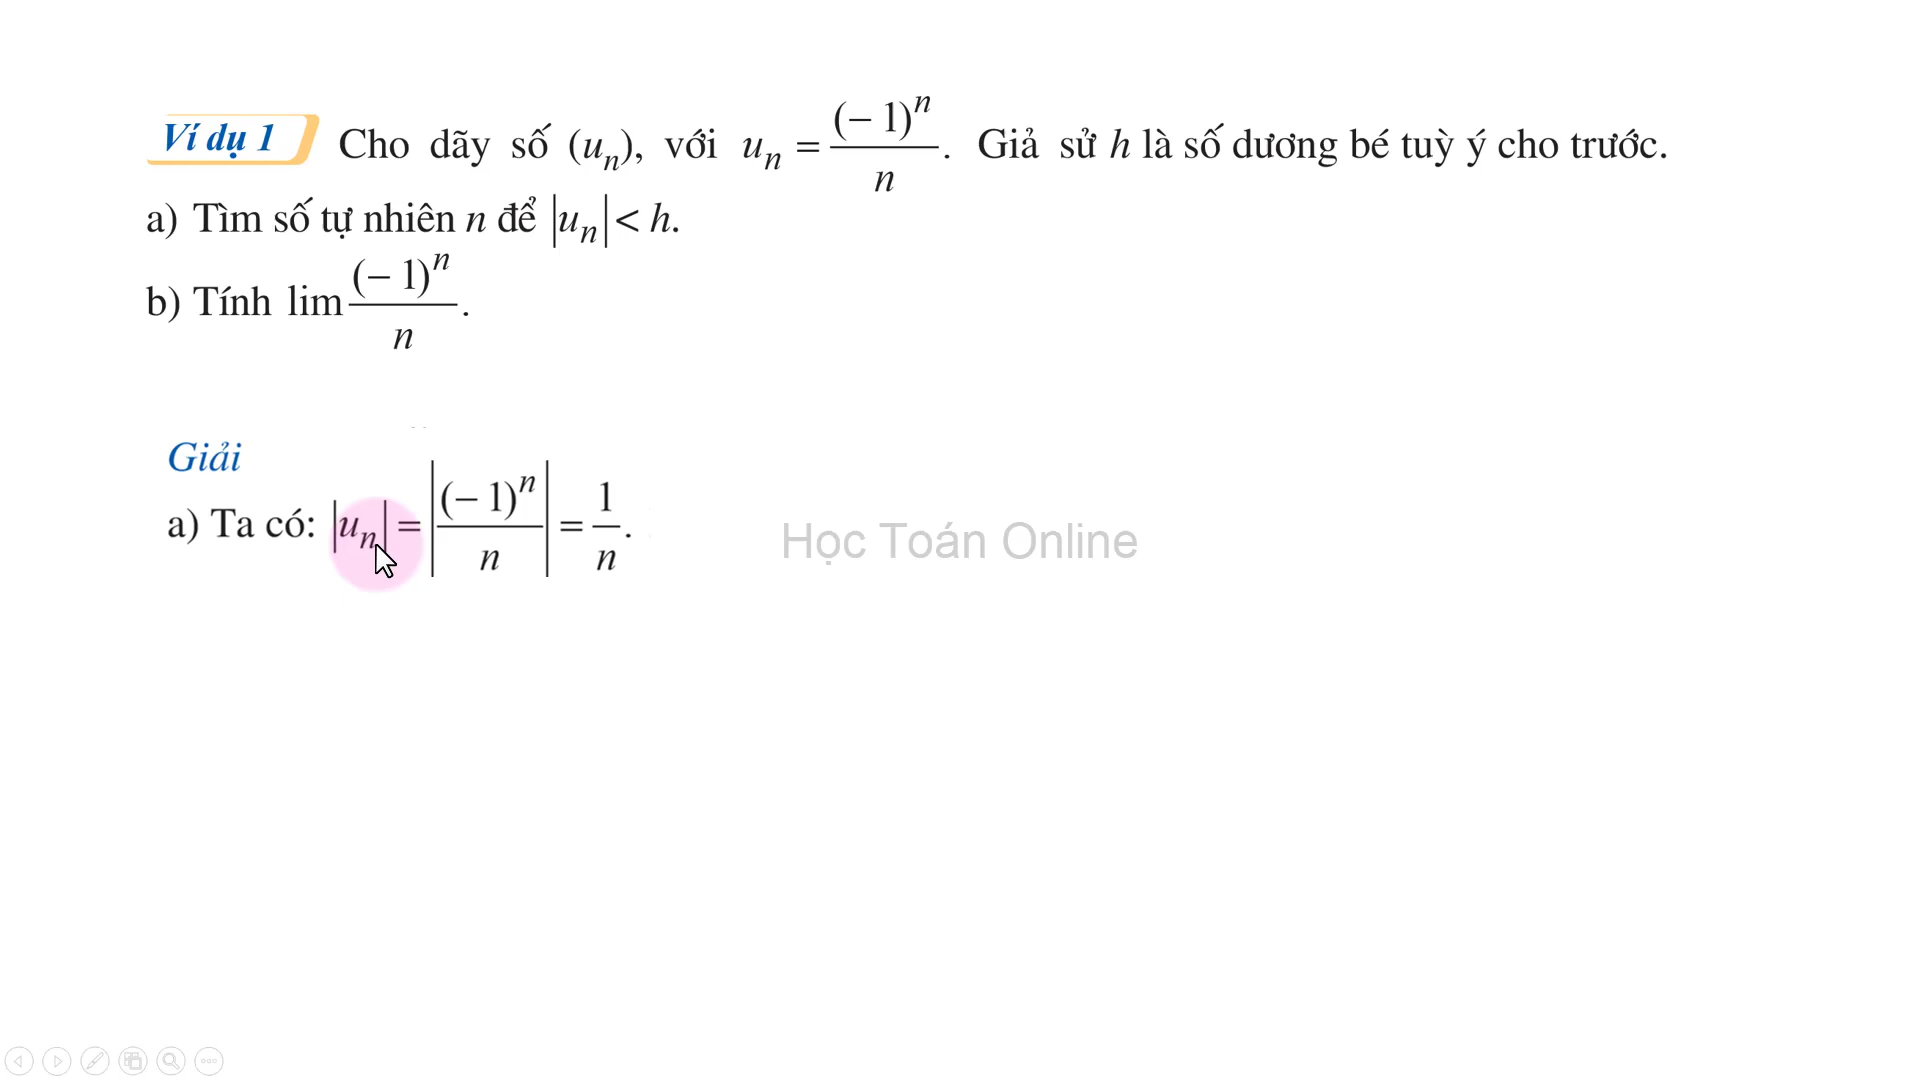 Ví dụ 1 Cho dãy số (uₙ), với uₙ = (– 1)ⁿ/n. Giả sử h là số dương bé tuỳ ý cho trước.
a) Tìm số tự nhiên n để |uₙ| < h.
b) Tính lim (– 1)ⁿ/n.
Giải
a) Ta có: |uₙ| = |(– 1)ⁿ/n| = 1/n.
Học Toán Online